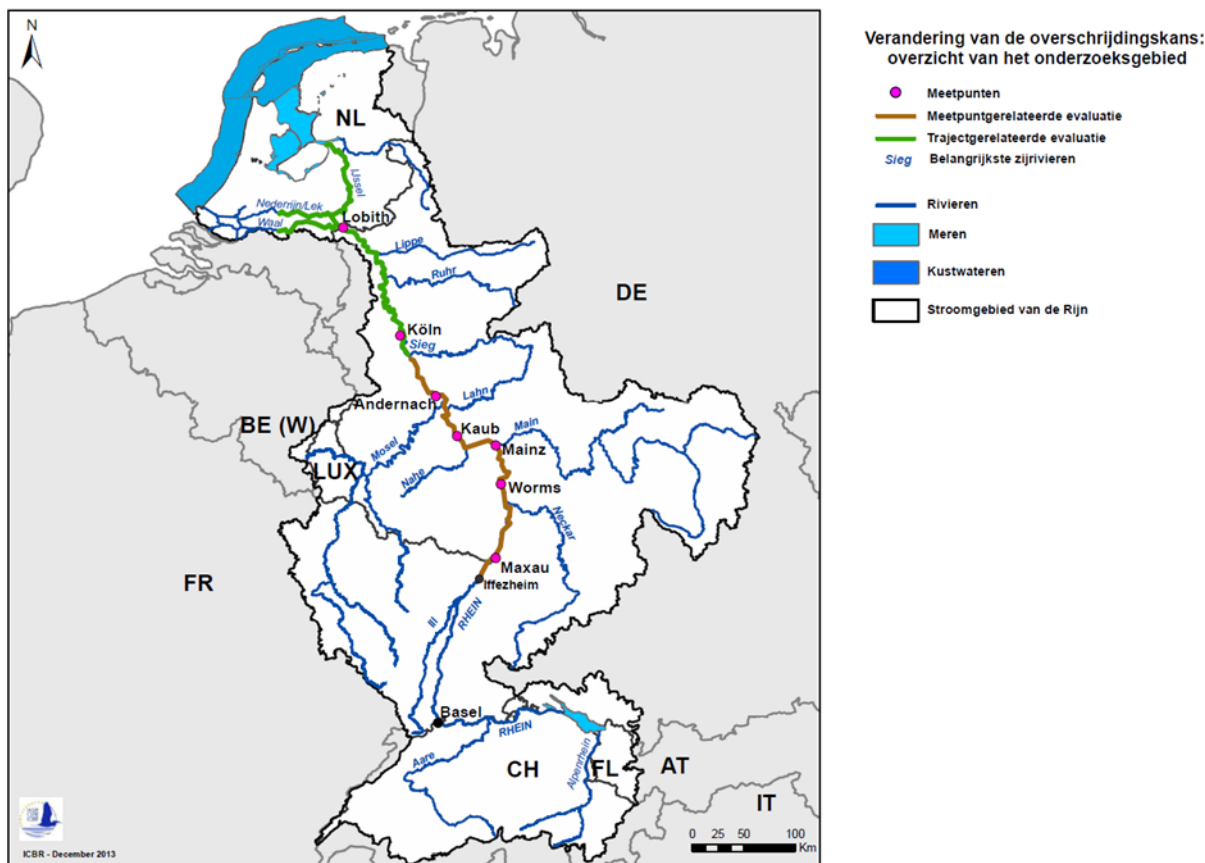 N
NL
IJssel
Nederrijn/Lek
Waal
Lobith
Lippe
Ruhr
DE
Köln
Sieg
Andernach
Lahn
BE (W)
Kaub
Main
Mainz
Mosel
LUX
Nahe
Worms
Neckar
FR
Maxau
Iffezheim
Ill
RHEIN
Basel
RHEIN
Aare
CH
Alpenrhein
FL
AT
IT
0 25 50 100
Km
ICBR - December 2013
Verandering van de overschrijdingskans:
overzicht van het onderzoeksgebied
Meetpunten
Meetpuntgerelateerde evaluatie
Trajectgerelateerde evaluatie
Sieg Belangrijkste zijrivieren
Rivieren
Meren
Kustwateren
Stroomgebied van de Rijn